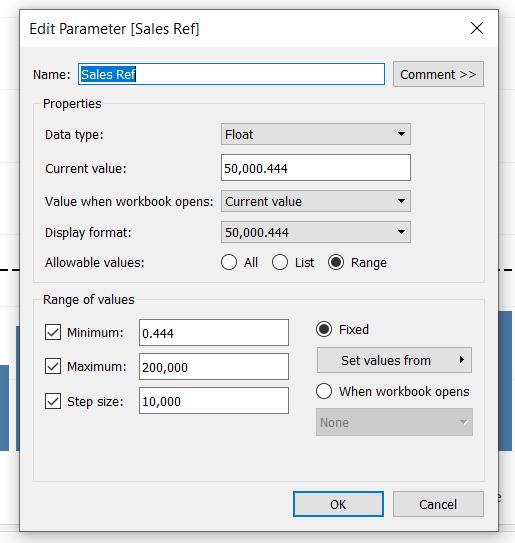 Edit Parameter [Sales Ref]
Name: Sales Ref Comment >>
Properties
Data type: Float
Current value: 50,000.444
Value when workbook opens: Current value
Display format: 50,000.444
Allowable values: All List Range
Range of values
Minimum: 0.444 Fixed
Maximum: 200,000 Set values from
Step size: 10,000 When workbook opens
None
OK Cancel